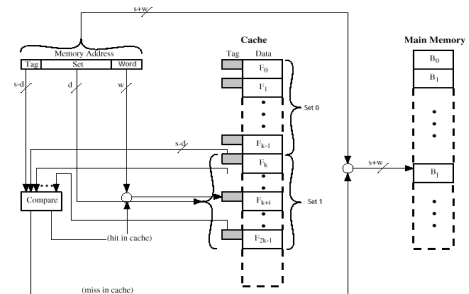 s+w
Cache
Main Memory
Memory Address
Tag Data
Tag Set Word
F0
B0
F1
B1
s-d d w
Set 0
s-d
Fk-1
Fk
s+w
Bj
Compare
Fk+i
Set 1
(hit in cache)
F2k-1
(miss in cache)